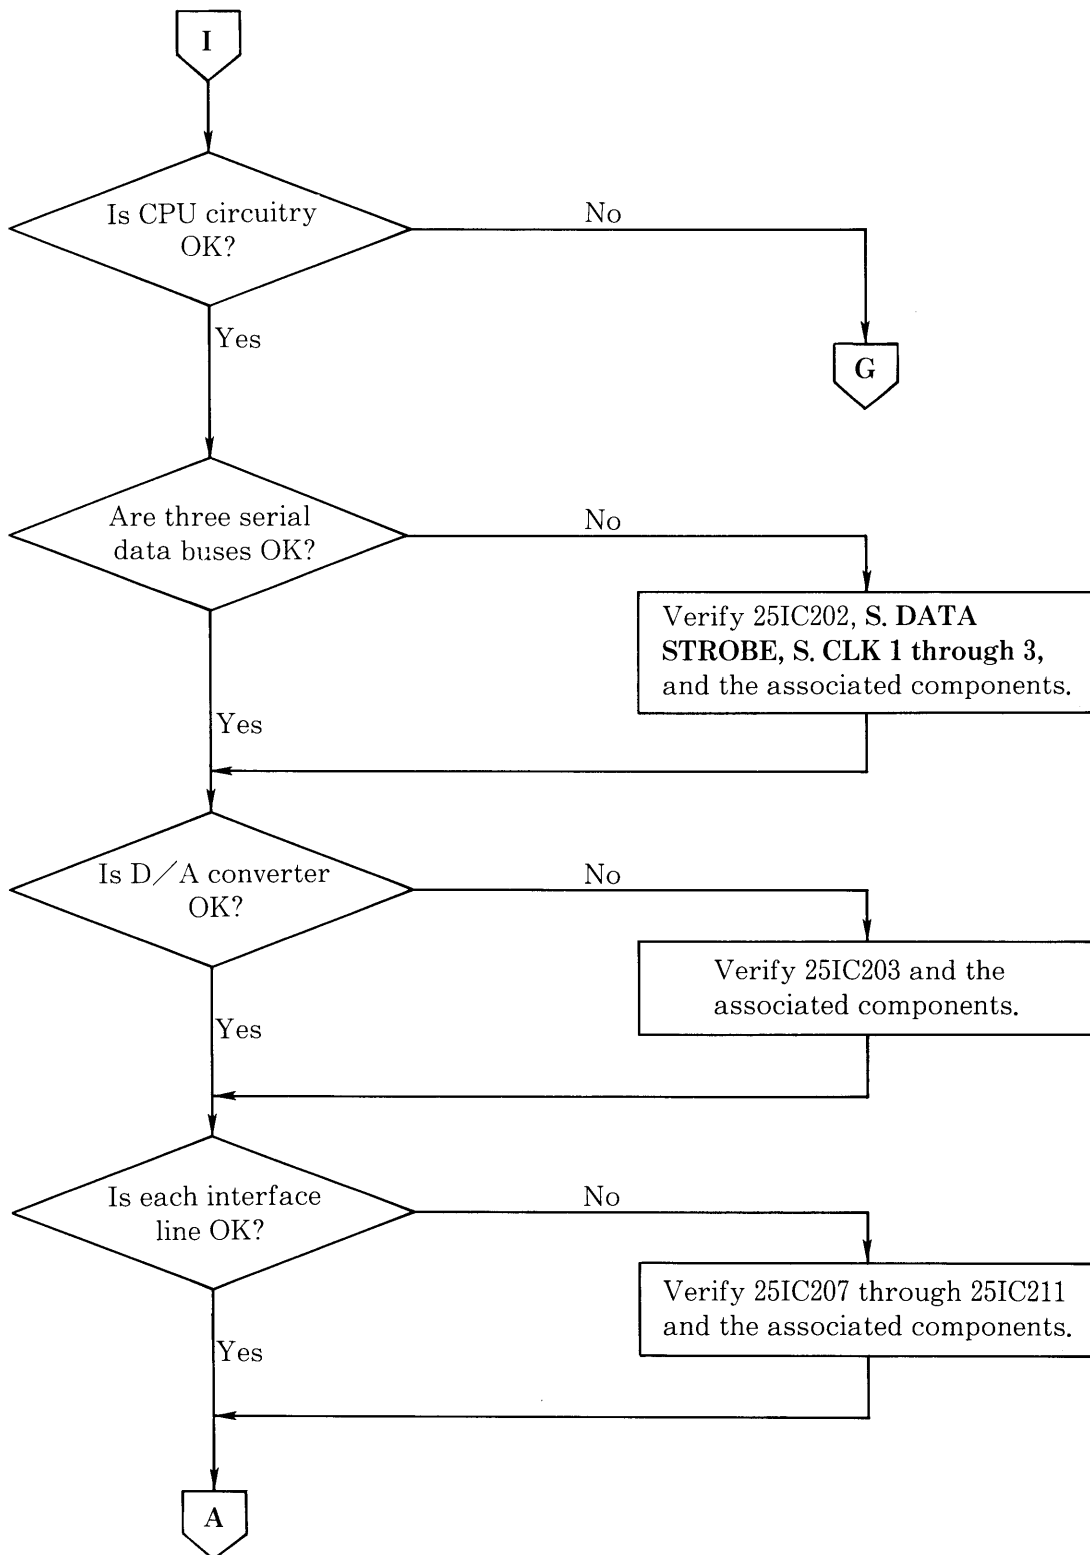 I
Is CPU circuitry
OK?
No
Yes
G
Are three serial
data buses OK?
No
Verify 25IC202, S. DATA
STROBE, S. CLK 1 through 3,
and the associated components.
Yes
Is D/A converter
OK?
No
Verify 25IC203 and the
associated components.
Yes
Is each interface
line OK?
No
Verify 25IC207 through 25IC211
and the associated components.
Yes
A